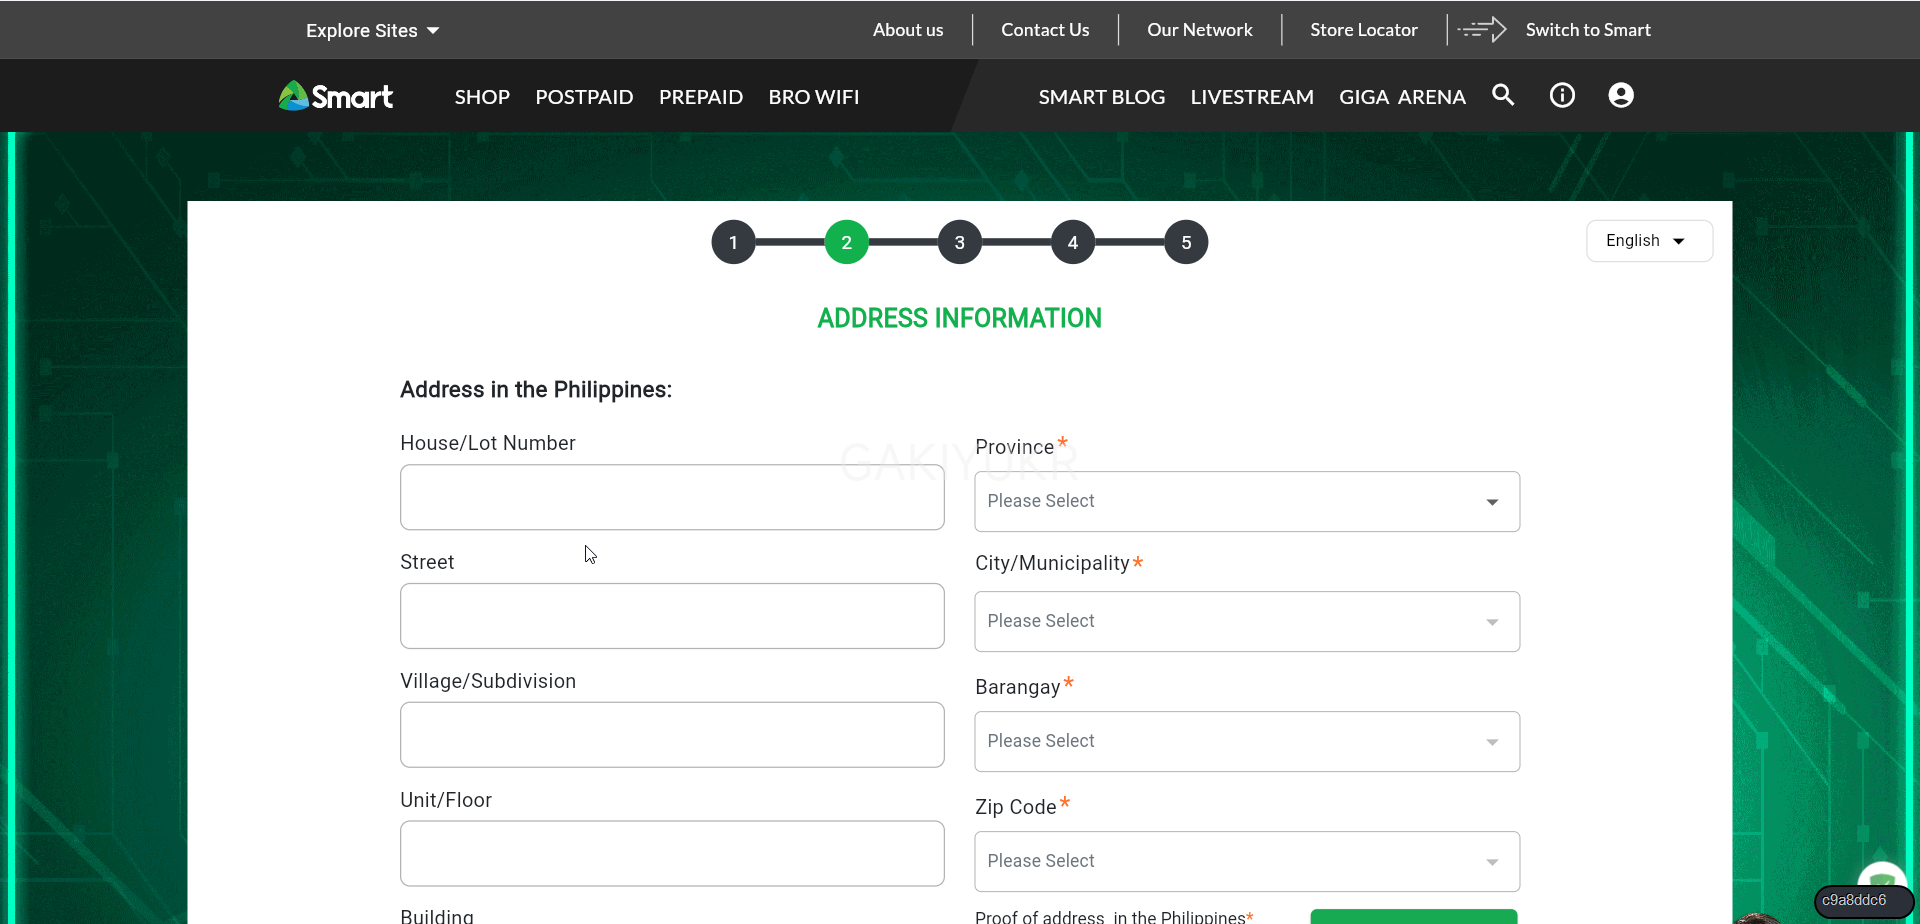 Explore Sites
About us
Contact Us
Our Network
Store Locator
Switch to Smart
Smart
SHOP
POSTPAID
PREPAID
BRO WIFI
SMART BLOG
LIVESTREAM
GIGA ARENA
1
2
3
4
5
English
ADDRESS INFORMATION
Address in the Philippines:
House/Lot Number
Province*
GAKIYUKR
Please Select
Street
City/Municipality*
Please Select
Village/Subdivision
Barangay*
Please Select
Unit/Floor
Zip Code*
Please Select
Building
Proof of address in the Philippines*
c9a8ddc6